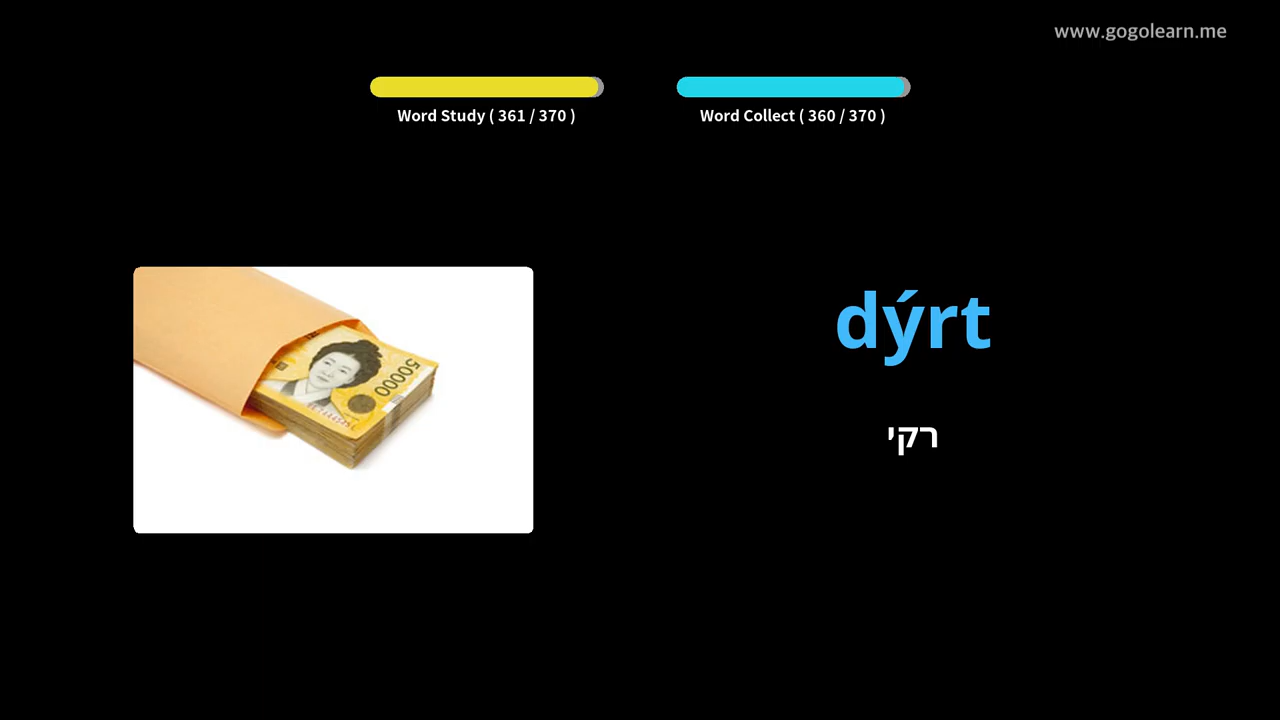 www.gogolearn.me
Word Study ( 361 / 370 )
Word Collect ( 360 / 370 )
dýrt
רקי
50000